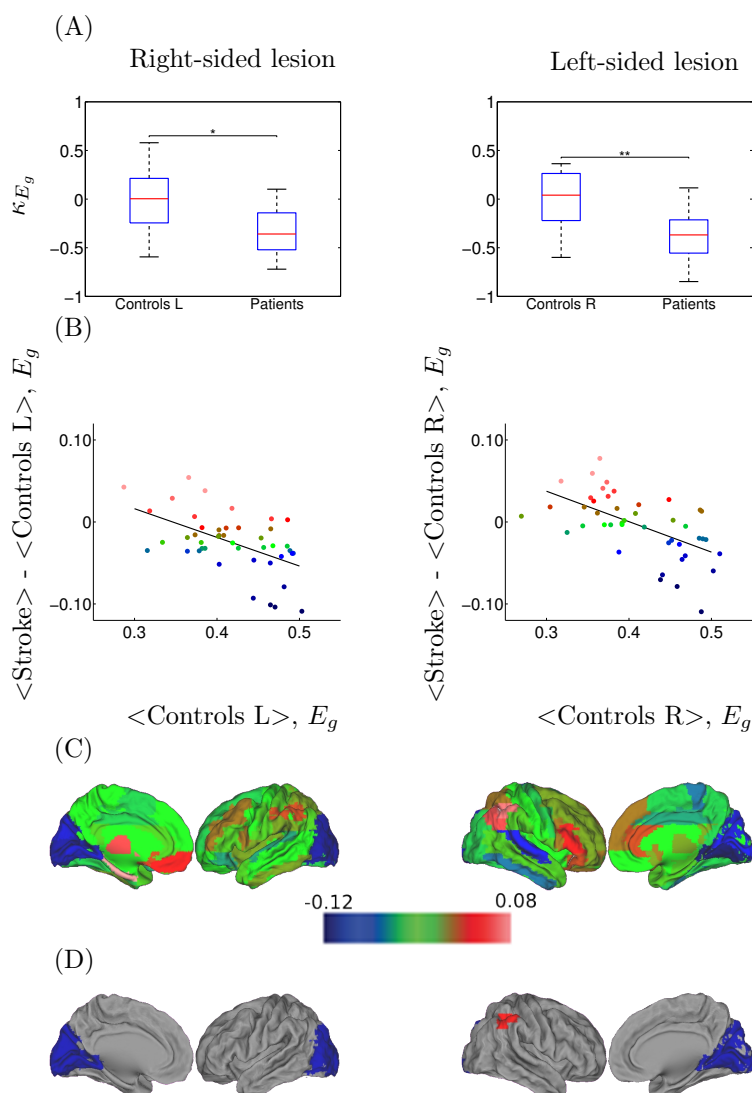 (A)
Right-sided lesion
Left-sided lesion
κ_{E_g}
1
0.5
0
−0.5
−1
Controls L
Patients
*
1
0.5
0
−0.5
−1
Controls R
Patients
**
(B)
<Stroke> - <Controls L>, E_g
0.10
0
−0.10
0.3
0.4
0.5
<Controls L>, E_g
<Stroke> - <Controls R>, E_g
0.10
0
−0.10
0.3
0.4
0.5
<Controls R>, E_g
(C)
-0.12
0.08
(D)